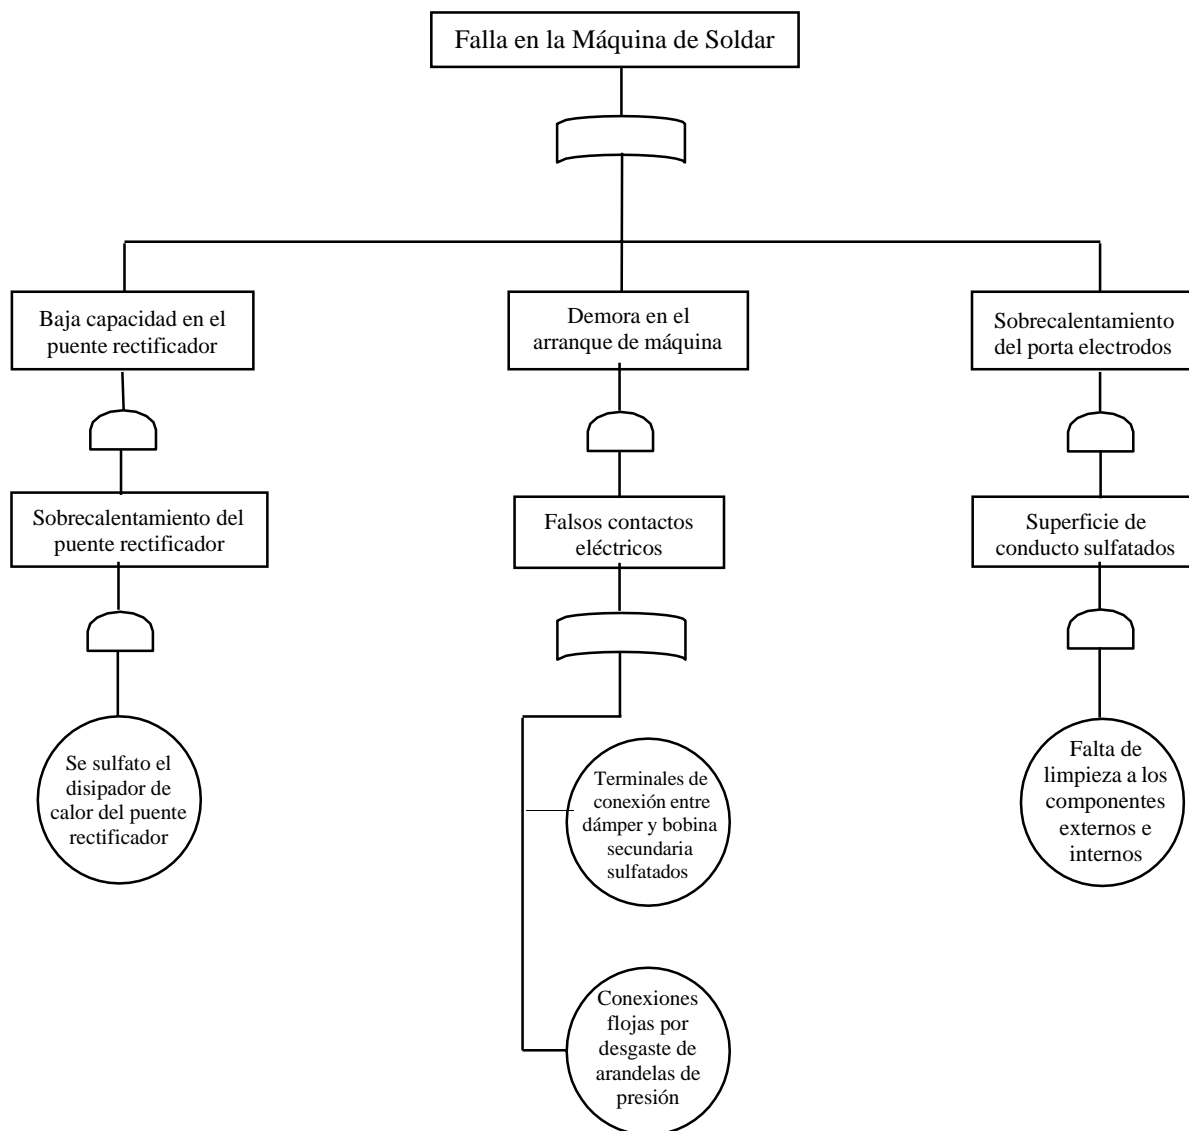 Falla en la Máquina de Soldar
Baja capacidad en el
puente rectificador
Demora en el
arranque de máquina
Sobrecalentamiento
del porta electrodos
Sobrecalentamiento del
puente rectificador
Falsos contactos
eléctricos
Superficie de
conducto sulfatados
Se sulfato el
disipador de
calor del puente
rectificador
Terminales de
conexión entre
dámper y bobina
secundaria
sulfatados
Falta de
limpieza a los
componentes
externos e
internos
Conexiones
flojas por
desgaste de
arandelas de
presión